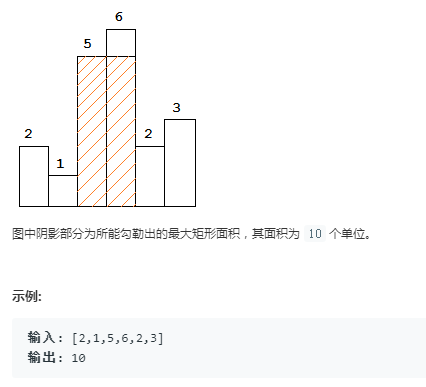 6
5
3
2
2
1
图中阴影部分为所能勾勒出的最大矩形面积，其面积为 10 个单位。
示例:
输入: [2,1,5,6,2,3]
输出: 10